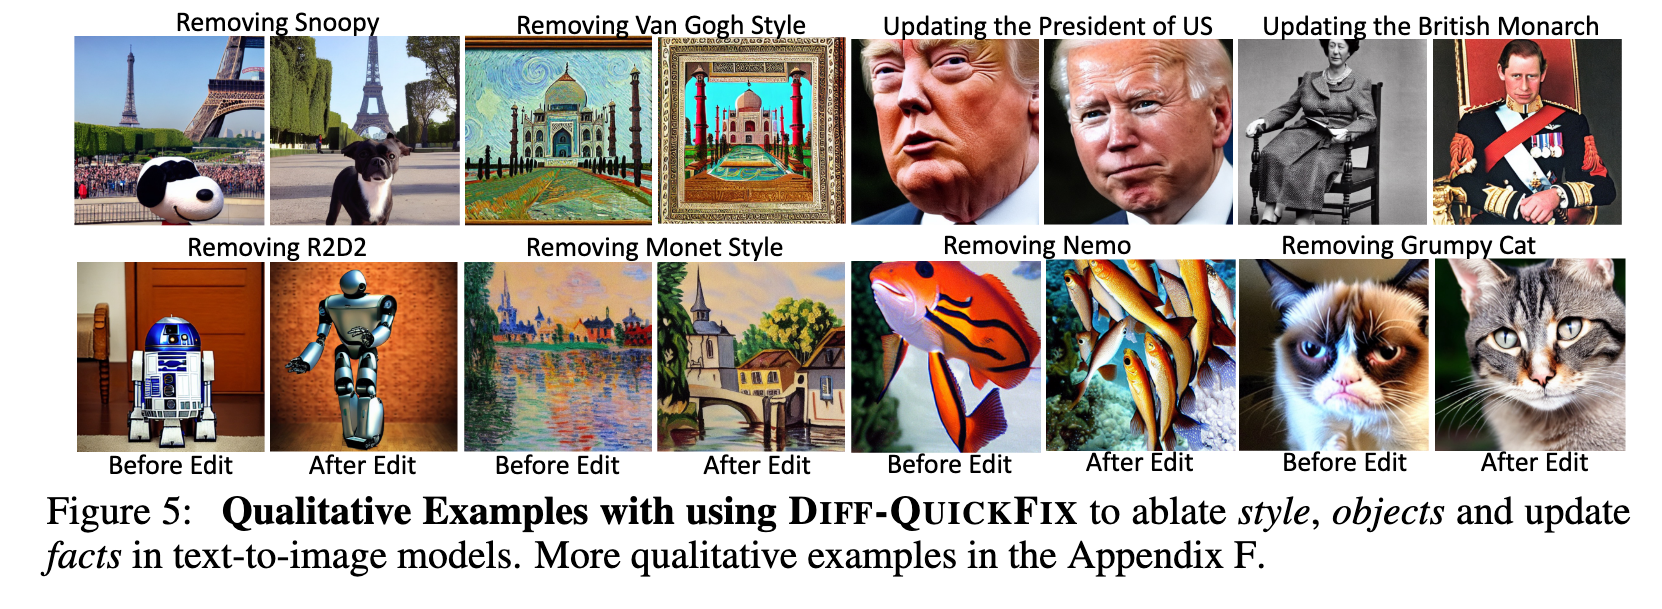 Removing Snoopy
Removing Van Gogh Style
Updating the President of US
Updating the British Monarch
Removing R2D2
Removing Monet Style
Removing Nemo
Removing Grumpy Cat
Before Edit
After Edit
Before Edit
After Edit
Before Edit
After Edit
Before Edit
After Edit
Figure 5: Qualitative Examples with using DIFF-QUICKFIX to ablate style, objects and update
facts in text-to-image models. More qualitative examples in the Appendix F.